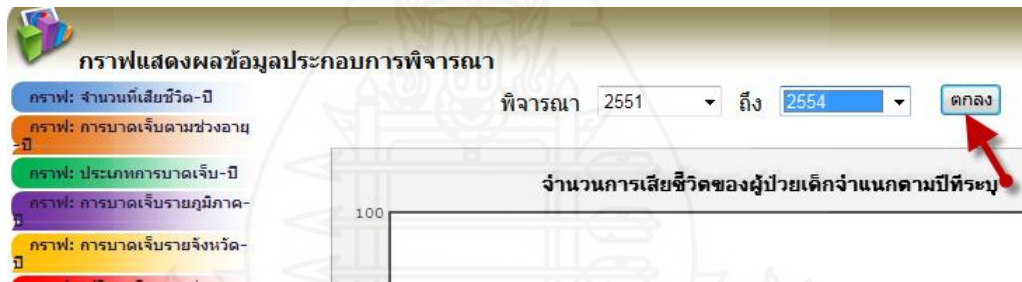 กราฟแสดงผลข้อมูลประกอบการพิจารณา
พิจารณา 2551 ถึง 2554 ตกลง
กราฟ: จำนวนที่เสียชีวิต-ปี
กราฟ: การบาดเจ็บตามช่วงอายุ
-ปี
กราฟ: ประเภทการบาดเจ็บ-ปี
กราฟ: การบาดเจ็บรายภูมิภาค-
ปี
กราฟ: การบาดเจ็บรายจังหวัด-
ปี
จำนวนการเสียชีวิตของผู้ป่วยเด็กจำแนกตามปีที่ระบุ
100